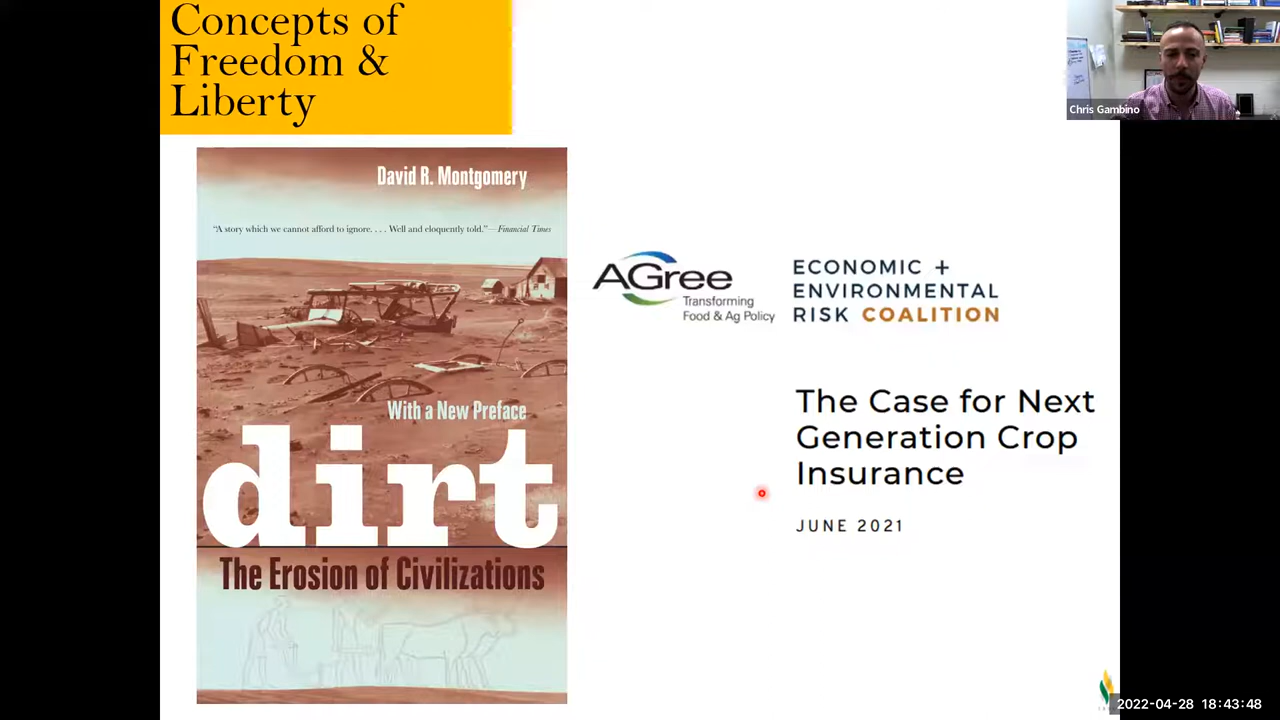 Concepts of
Freedom &
Liberty
Chris Gambino
David R. Montgomery
“A story which we cannot afford to ignore. . . . Well and eloquently told.”—Financial Times
With a New Preface
dirt
The Erosion of Civilizations
AGree
Transforming
Food & Ag Policy
ECONOMIC +
ENVIRONMENTAL
RISK COALITION
The Case for Next
Generation Crop
Insurance
JUNE 2021
2022-04-28 18:43:48